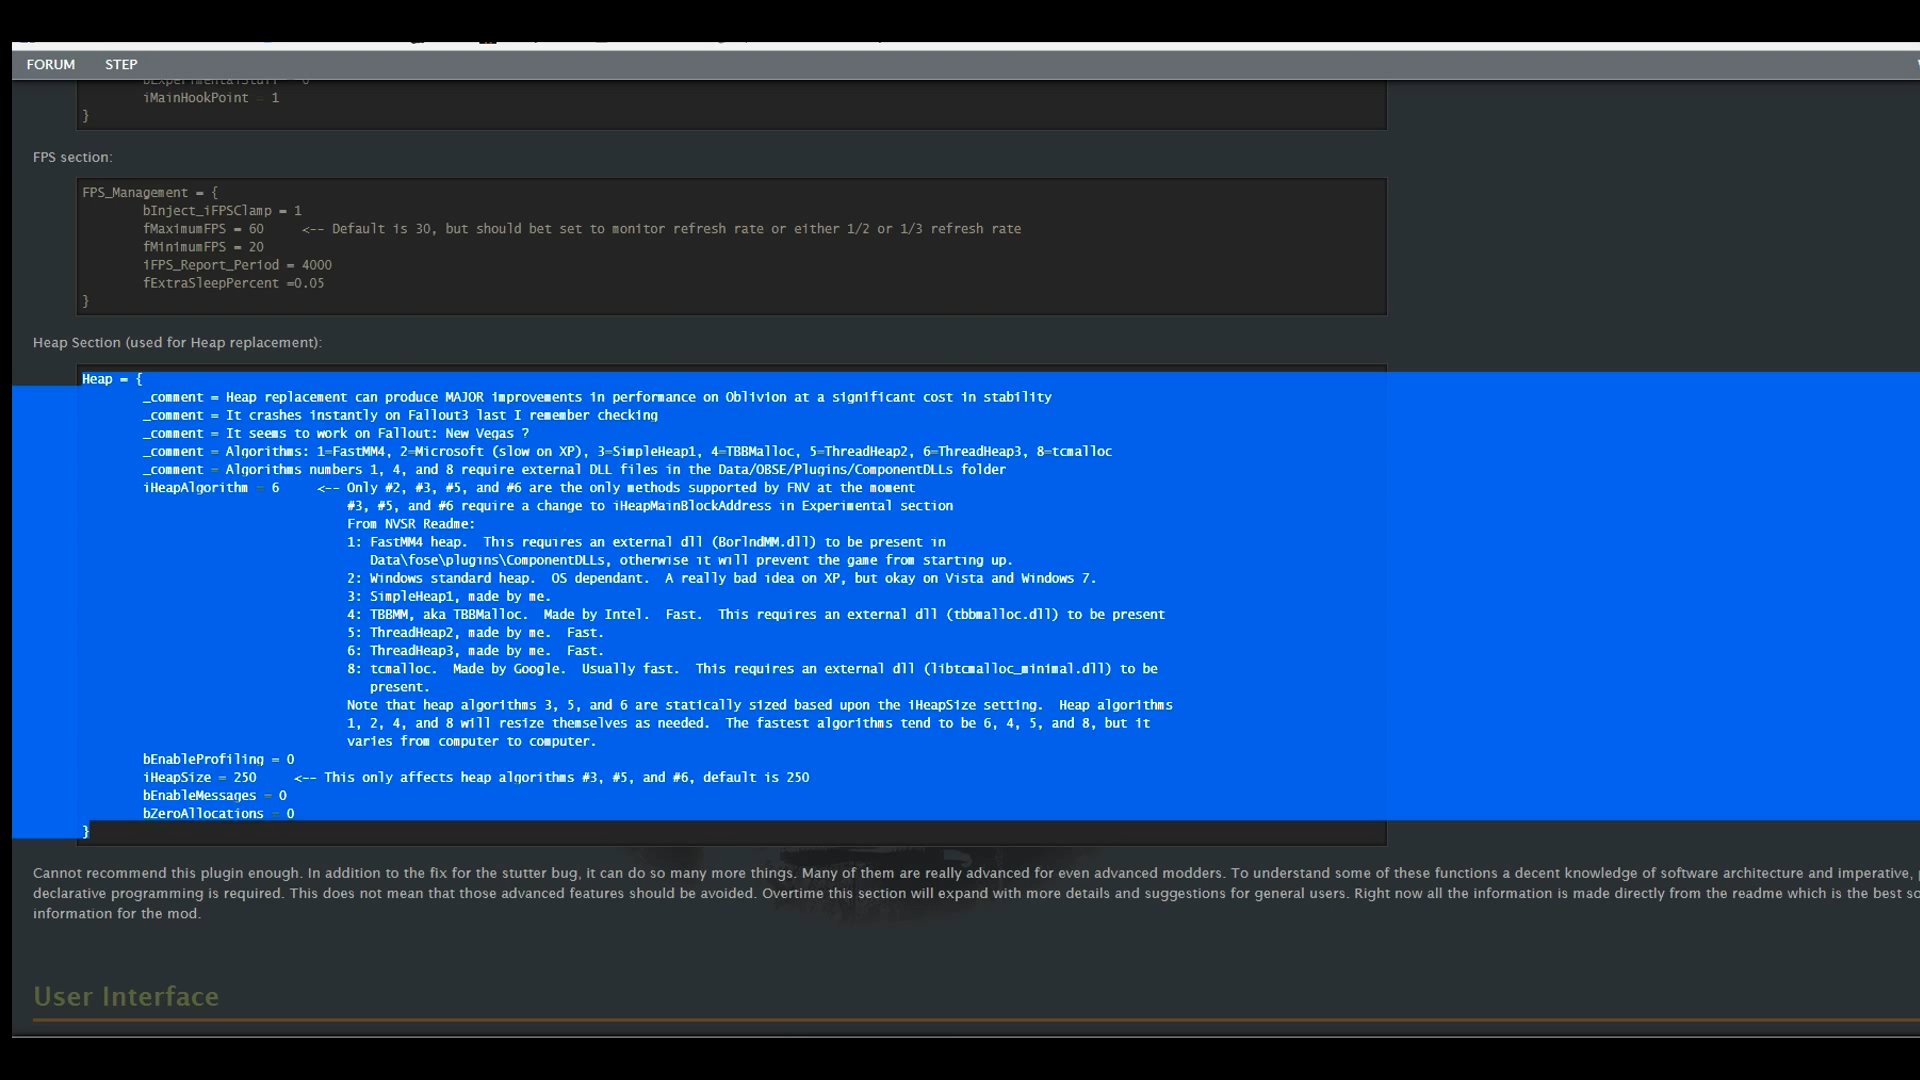 FORUM STEP
iMainHookPoint = 1
}
FPS section:
FPS_Management = {
bInject_iFPSClamp = 1
fMaximumFPS = 60 <-- Default is 30, but should bet set to monitor refresh rate or either 1/2 or 1/3 refresh rate
fMinimumFPS = 20
iFPS_Report_Period = 4000
fExtraSleepPercent =0.05
}
Heap Section (used for Heap replacement):
Heap = {
_comment = Heap replacement can produce MAJOR improvements in performance on Oblivion at a significant cost in stability
_comment = It crashes instantly on Fallout3 last I remember checking
_comment = It seems to work on Fallout: New Vegas ?
_comment = Algorithms: 1=FastMM4, 2=Microsoft (slow on XP), 3=SimpleHeap1, 4=TBBMalloc, 5=ThreadHeap2, 6=ThreadHeap3, 8=tcmalloc
_comment = Algorithms numbers 1, 4, and 8 require external DLL files in the Data/OBSE/Plugins/ComponentDLLs folder
iHeapAlgorithm = 6 <-- Only #2, #3, #5, and #6 are the only methods supported by FNV at the moment
#3, #5, and #6 require a change to iHeapMainBlockAddress in Experimental section
From NVSR Readme:
1: FastMM4 heap. This requires an external dll (BorlndMM.dll) to be present in
Data\fose\plugins\ComponentDLLs, otherwise it will prevent the game from starting up.
2: Windows standard heap. OS dependant. A really bad idea on XP, but okay on Vista and Windows 7.
3: SimpleHeap1, made by me.
4: TBBMM, aka TBBMalloc. Made by Intel. Fast. This requires an external dll (tbbmalloc.dll) to be present
5: ThreadHeap2, made by me. Fast.
6: ThreadHeap3, made by me. Fast.
8: tcmalloc. Made by Google. Usually fast. This requires an external dll (libtcmalloc_minimal.dll) to be
present.
Note that heap algorithms 3, 5, and 6 are statically sized based upon the iHeapSize setting. Heap algorithms
1, 2, 4, and 8 will resize themselves as needed. The fastest algorithms tend to be 6, 4, 5, and 8, but it
varies from computer to computer.
bEnableProfiling = 0
iHeapSize = 250 <-- This only affects heap algorithms #3, #5, and #6, default is 250
bEnableMessages = 0
bZeroAllocations = 0
}
Cannot recommend this plugin enough. In addition to the fix for the stutter bug, it can do so many more things. Many of them are really advanced for even advanced modders. To understand some of these functions a decent knowledge of software architecture and imperative,
declarative programming is required. This does not mean that those advanced features should be avoided. Overtime this section will expand with more details and suggestions for general users. Right now all the information is made directly from the readme which is the best
information for the mod.
User Interface